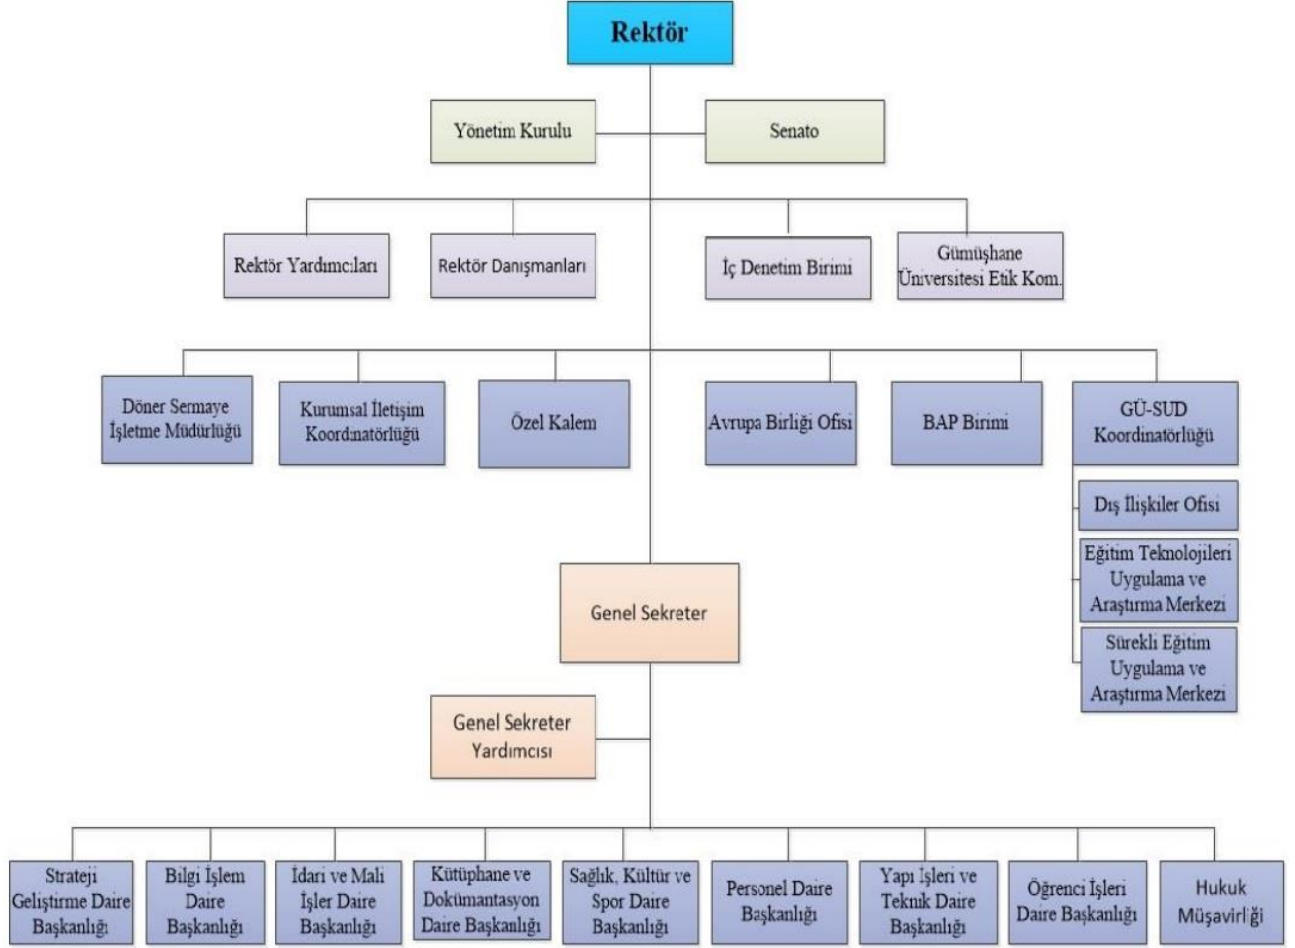 Rektör
Yönetim Kurulu
Senato
Rektör Yardımcıları
Rektör Danışmanları
İç Denetim Birimi
Gümüşhane
Üniversitesi Etik Kom.
Döner Sermaye
İşletme Müdürlüğü
Kurumsal İletişim
Koordinatörlüğü
Özel Kalem
Avrupa Birliği Ofisi
BAP Birimi
GÜ-SUD
Koordinatörlüğü
Dış İlişkiler Ofisi
Eğitim Teknolojileri
Uygulama ve
Araştırma Merkezi
Sürekli Eğitim
Uygulama ve
Araştırma Merkezi
Genel Sekreter
Genel Sekreter
Yardımcısı
Strateji
Geliştirme Daire
Başkanlığı
Bilgi İşlem
Daire
Başkanlığı
İdari ve Mali
İşler Daire
Başkanlığı
Kütüphane ve
Dokümantasyon
Daire Başkanlığı
Sağlık, Kültür ve
Spor Daire
Başkanlığı
Personel Daire
Başkanlığı
Yapı İşleri ve
Teknik Daire
Başkanlığı
Öğrenci İşleri
Daire Başkanlığı
Hukuk
Müşavirliği